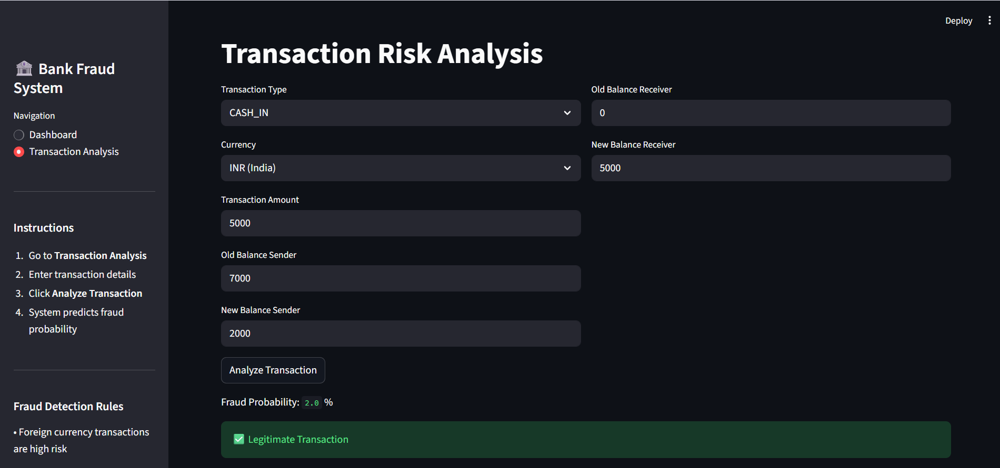 Deploy
🏛️ Bank Fraud
System
Navigation
Dashboard
Transaction Analysis
Instructions
1. Go to Transaction Analysis
2. Enter transaction details
3. Click Analyze Transaction
4. System predicts fraud
probability
Fraud Detection Rules
• Foreign currency transactions
are high risk
Transaction Risk Analysis
Transaction Type
CASH_IN
Currency
INR (India)
Transaction Amount
5000
Old Balance Sender
7000
New Balance Sender
2000
Old Balance Receiver
0
New Balance Receiver
5000
Analyze Transaction
Fraud Probability: 2.0 %
✅ Legitimate Transaction